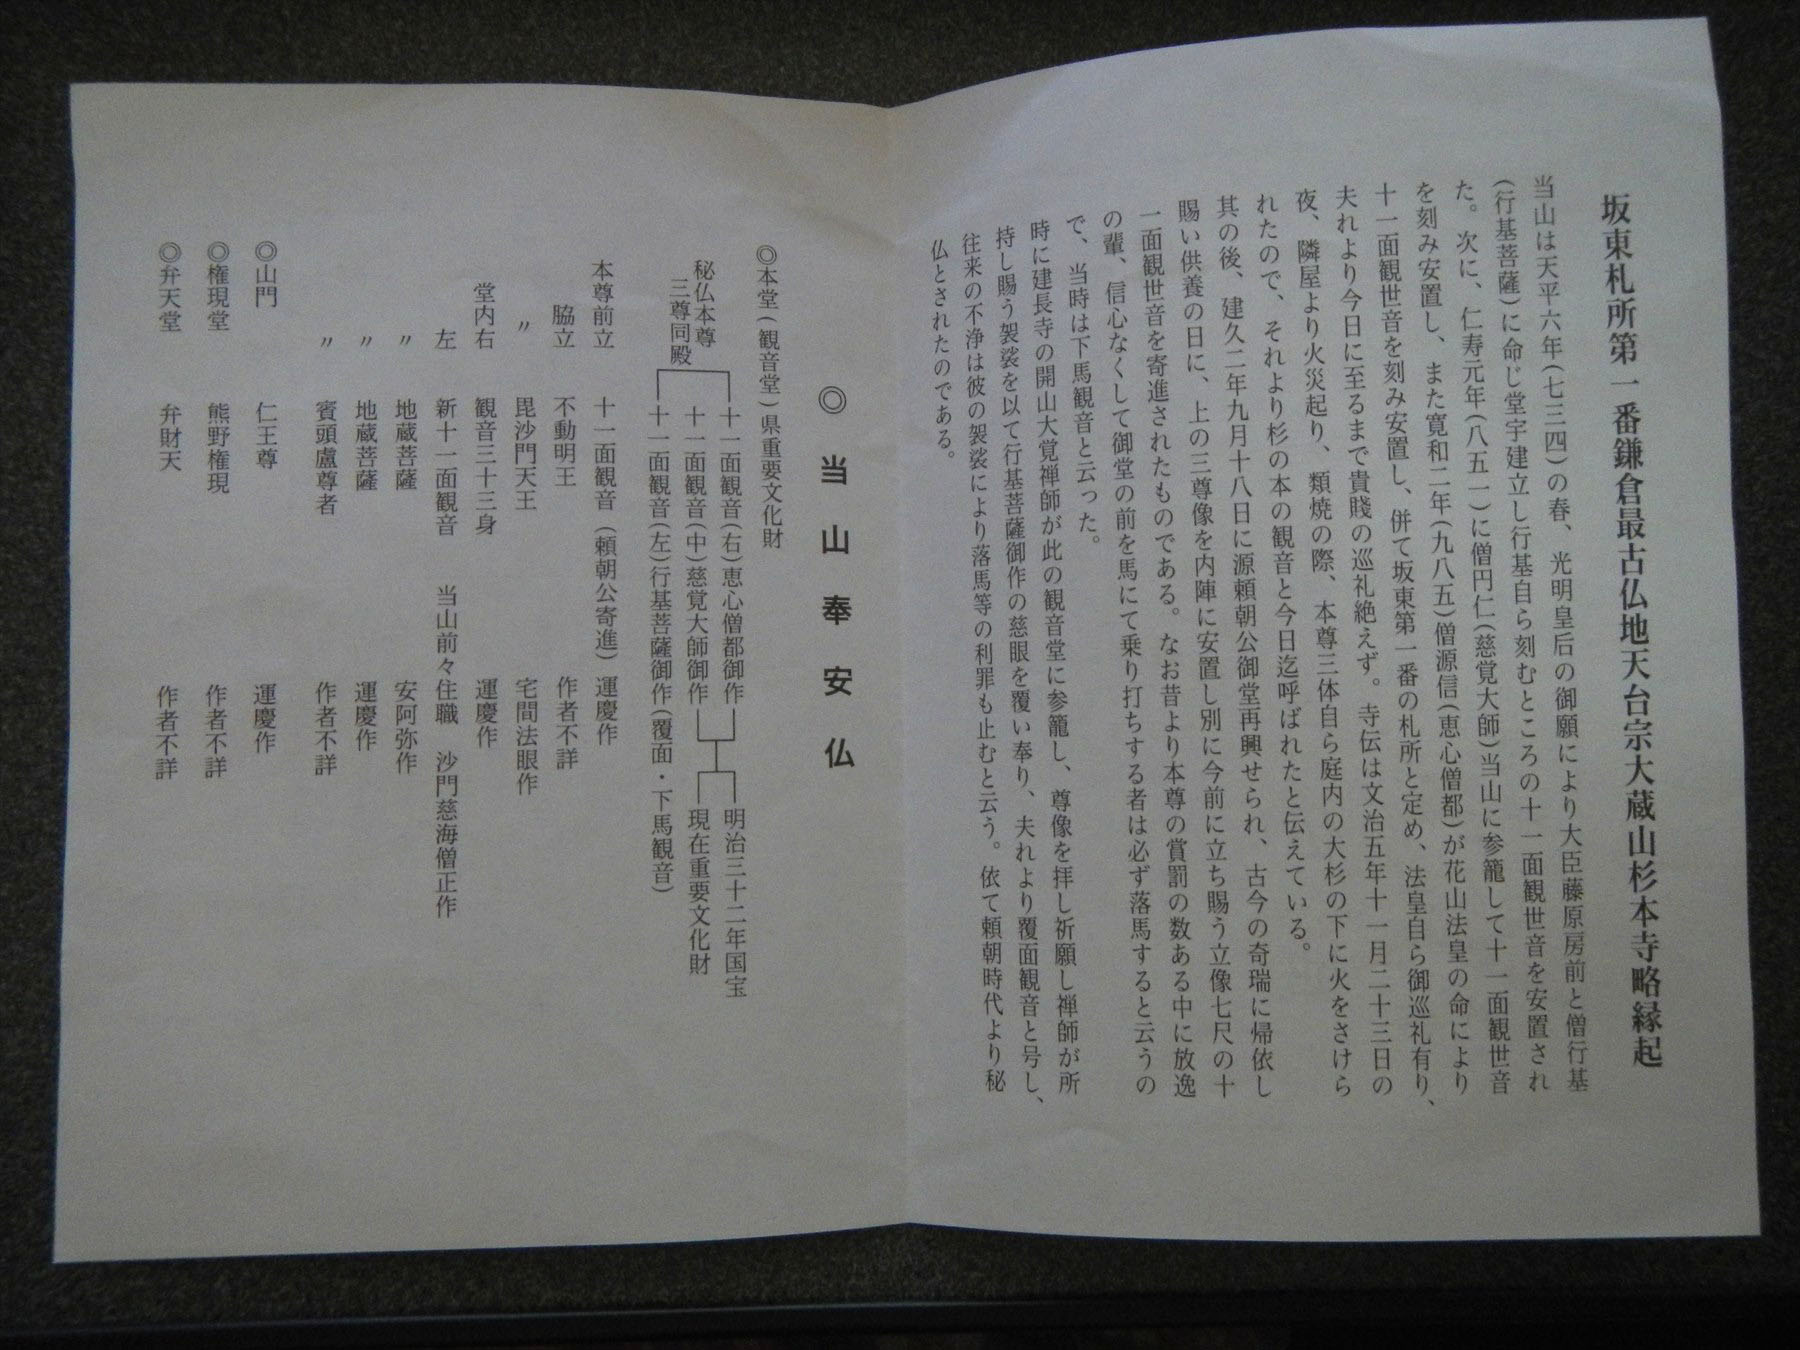 坂東札所第一番鎌倉最古仏地天台宗大蔵山杉本寺略縁起
当山は天平六年(七三四)の春、光明皇后の御願により大臣藤原房前と僧行基
(行基菩薩)に命じ堂宇建立し行基自ら刻むところの十一面観世音を安置され
た。次に、仁寿元年(八五一)に僧円仁(慈覚大師)当山に参籠して十一面観世音
を刻み安置し、また寛和二年(九八五)僧源信(恵心僧都)が花山法皇の命により
十一面観世音を刻み安置し、併て坂東第一番の札所と定め、法皇自ら御巡礼有り、
夫れより今日に至るまで貴賤の巡礼絶えず。寺伝は文治五年十一月二十三日の
夜、隣屋より火災起り、類焼の際、本尊三体自ら庭内の大杉の下に火をさけら
れたので、それより杉の本の観音と今日迄呼ばれたと伝えている。
其の後、建久二年九月十八日に源頼朝公御堂再興せられ、古今の奇瑞に帰依し
賜い供養の日に、上の三尊像を内陣に安置し別に今前に立ち賜う立像七尺の十
一面観世音を寄進されたものである。なお昔より本尊の賞罰の数ある中に放逸
の輩、信心なくして御堂の前を馬にて乗り打ちする者は必ず落馬すると云うの
で、当時は下馬観音と云った。
時に建長寺の開山大覚禅師が此の観音堂に参籠し、尊像を拝し祈願し禅師が所
持し賜う袈裟を以て行基菩薩御作の慈眼を覆い奉り、夫れより覆面観音と号し、
往来の不浄は彼の袈裟により落馬等の利罪も止むと云う。依て頼朝時代より秘
仏とされたのである。
◎当山奉安仏
◎本堂(観音堂)県重要文化財
秘仏本尊
三尊同殿
十一面観音(右)恵心僧都御作
十一面観音(中)慈覚大師御作
明治三十二年国宝
現在重要文化財
十一面観音(左)行基菩薩御作(覆面・下馬観音)
本尊前立 十一面観音(頼朝公寄進) 運慶作
脇立 不動明王 作者不詳
〃 毘沙門天王 宅間法眼作
堂内右 観音三十三身 運慶作
左 新十一面観音 当山前々住職 沙門慈海僧正作
〃 地蔵菩薩 安阿弥作
〃 地蔵菩薩 運慶作
〃 賓頭盧尊者 作者不詳
◎山門 仁王尊 運慶作
◎権現堂 熊野権現 作者不詳
◎弁天堂 弁財天 作者不詳